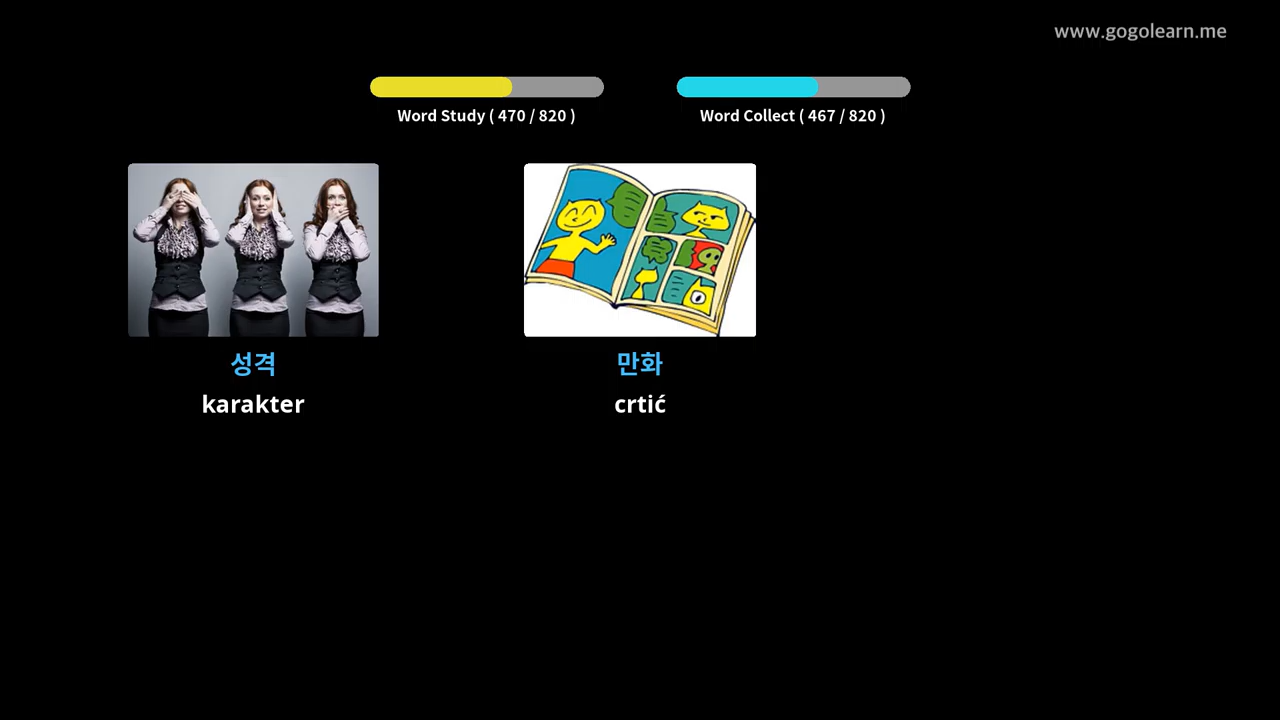 www.gogolearn.me
Word Study ( 470 / 820 )
Word Collect ( 467 / 820 )
성격
karakter
만화
crtić